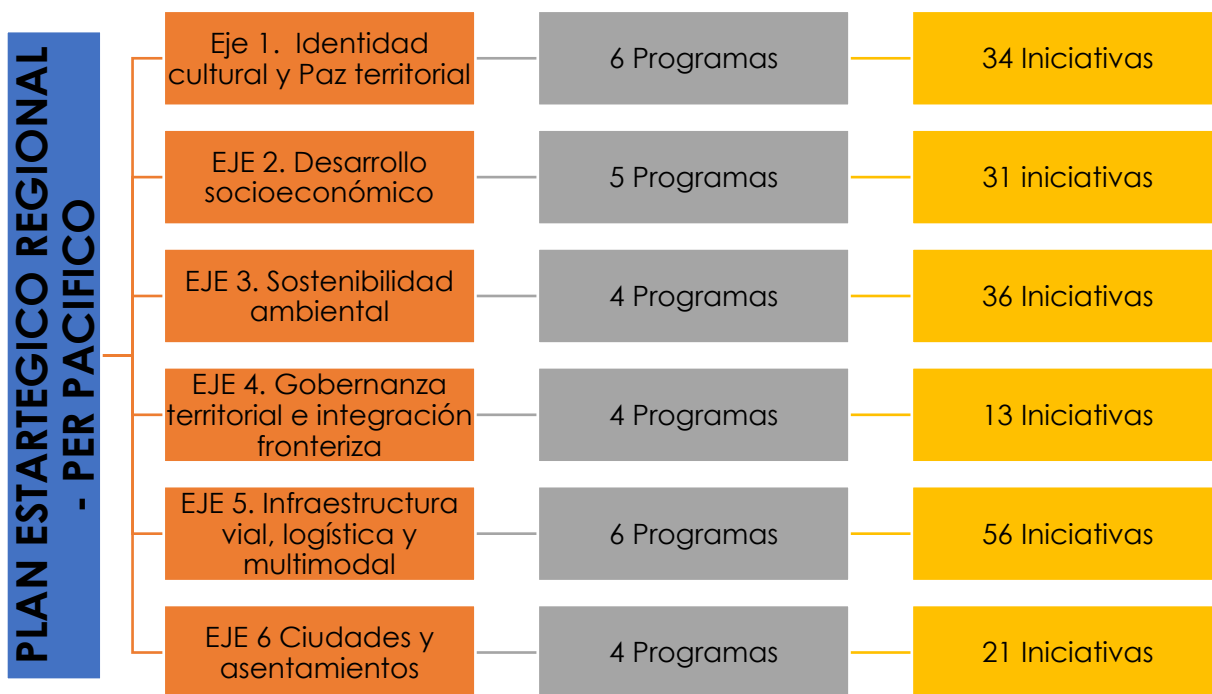 PLAN ESTARTEGICO REGIONAL
- PER PACIFICO
Eje 1.  Identidad
cultural y Paz territorial
6 Programas
34 Iniciativas
EJE 2. Desarrollo
socioeconómico
5 Programas
31 iniciativas
EJE 3. Sostenibilidad
ambiental
4 Programas
36 Iniciativas
EJE 4. Gobernanza
territorial e integración
fronteriza
4 Programas
13 Iniciativas
EJE 5. Infraestructura
vial, logística y
multimodal
6 Programas
56 Iniciativas
EJE 6 Ciudades y
asentamientos
4 Programas
21 Iniciativas